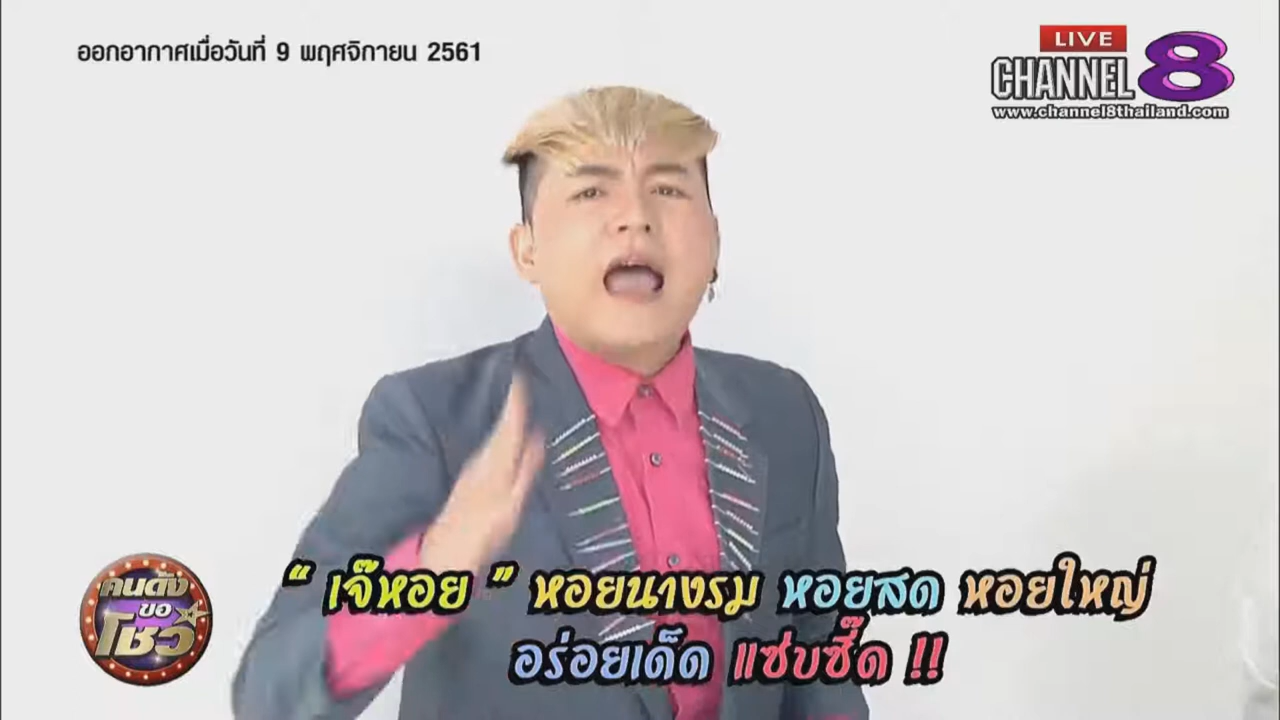 ออกอากาศเมื่อวันที่ 9 พฤศจิกายน 2561
LIVE
CHANNEL 8
www.channel8thailand.com
คนดัง
ขอ
โชว์
“ เจ๊หอย ” หอยนางรม หอยสด หอยใหญ่
อร่อยเด็ด แซ่บซี๊ด !!